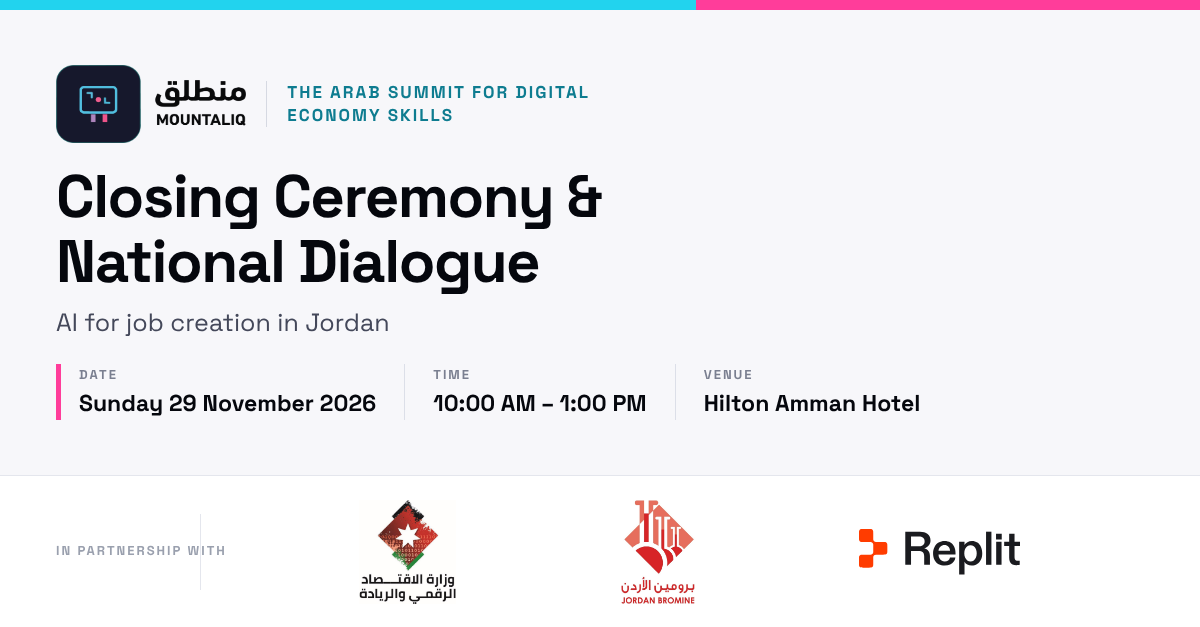 منطلق
MOUNTALIQ
THE ARAB SUMMIT FOR DIGITAL
ECONOMY SKILLS
Closing Ceremony &
National Dialogue
AI for job creation in Jordan
DATE
Sunday 29 November 2026
TIME
10:00 AM – 1:00 PM
VENUE
Hilton Amman Hotel
IN PARTNERSHIP WITH
وزارة الاقتـــصاد
الرقمـي والريادة
برومين الأردن
JORDAN BROMINE
Replit